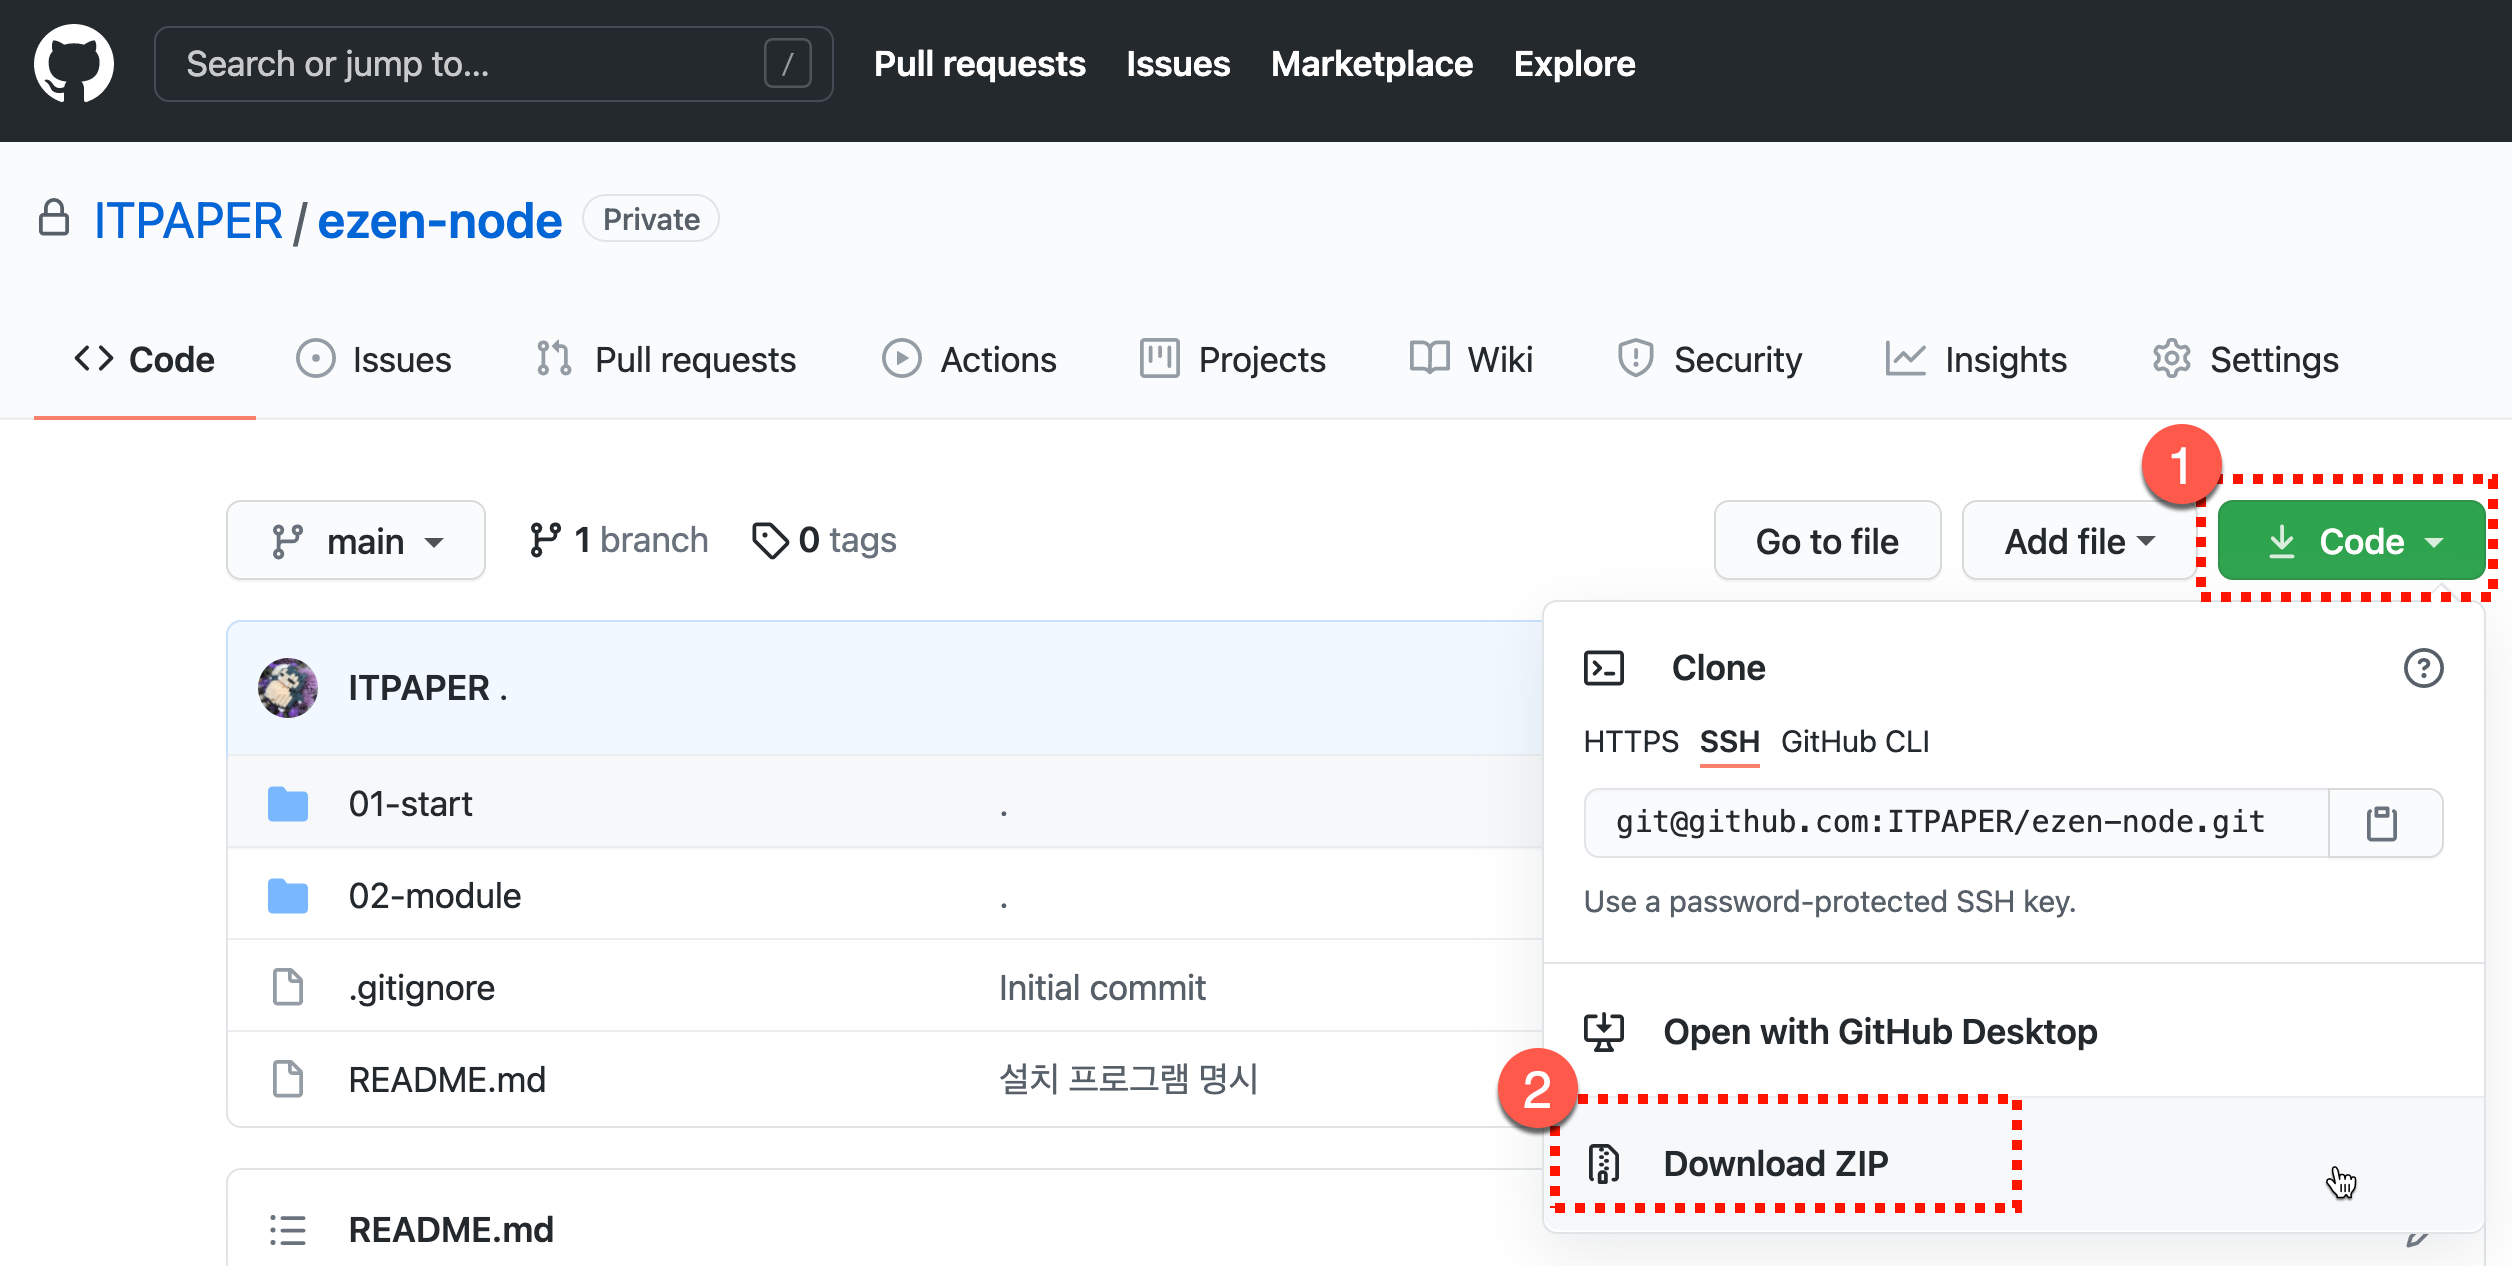 Search or jump to... / Pull requests Issues Marketplace Explore
ITPAPER / ezen-node Private
<> Code Issues Pull requests Actions Projects Wiki Security Insights Settings
1
main 1 branch 0 tags Go to file Add file Code
ITPAPER .
01-start .
02-module .
.gitignore Initial commit
README.md 설치 프로그램 명시
README.md
Clone
HTTPS SSH GitHub CLI
git@github.com:ITPAPER/ezen-node.git
Use a password-protected SSH key.
Open with GitHub Desktop
2
Download ZIP